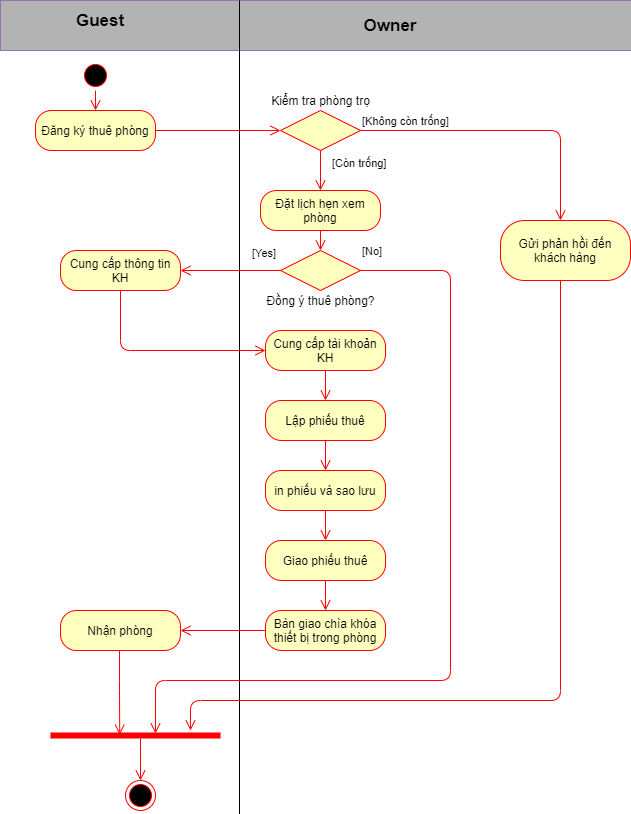 Guest
Owner
Kiểm tra phòng trọ
[Không còn trống]
Đăng ký thuê phòng
[Còn trống]
Đặt lịch hẹn xem
phòng
Gửi phản hồi đến
khách hàng
[Yes]
[No]
Cung cấp thông tin
KH
Đồng ý thuê phòng?
Cung cấp tài khoản
KH
Lập phiếu thuê
in phiếu và sao lưu
Giao phiếu thuê
Bàn giao chìa khóa
thiết bị trong phòng
Nhận phòng